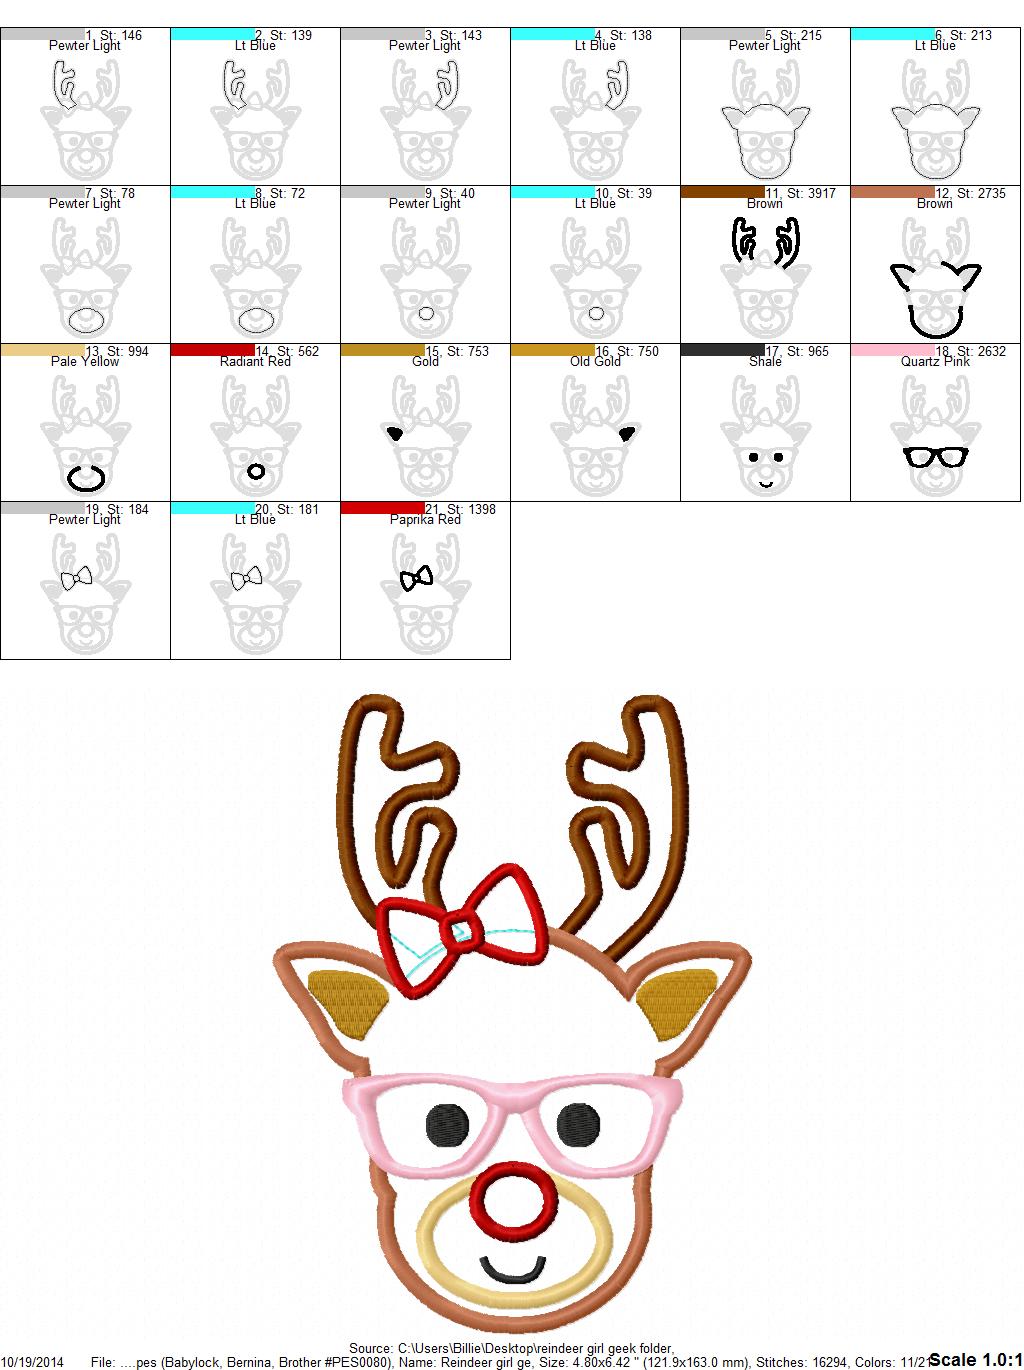 1, St: 146
Pewter Light
2, St: 139
Lt Blue
3, St: 143
Pewter Light
4, St: 138
Lt Blue
5, St: 215
Pewter Light
6, St: 213
Lt Blue
7, St: 78
Pewter Light
8, St: 72
Lt Blue
9, St: 40
Pewter Light
10, St: 39
Lt Blue
11, St: 3917
Brown
12, St: 2735
Brown
13, St: 994
Pale Yellow
14, St: 562
Radiant Red
15, St: 753
Gold
16, St: 750
Old Gold
17, St: 965
Shale
18, St: 2632
Quartz Pink
19, St: 184
Pewter Light
20, St: 181
Lt Blue
21, St: 1398
Paprika Red
Source: C:\Users\Billie\Desktop\reindeer girl geek folder,
10/19/2014 File: ....pes (Babylock, Bernina, Brother #PES0080), Name: Reindeer girl ge, Size: 4.80x6.42 " (121.9x163.0 mm), Stitches: 16294, Colors: 11/21 Scale 1.0:1